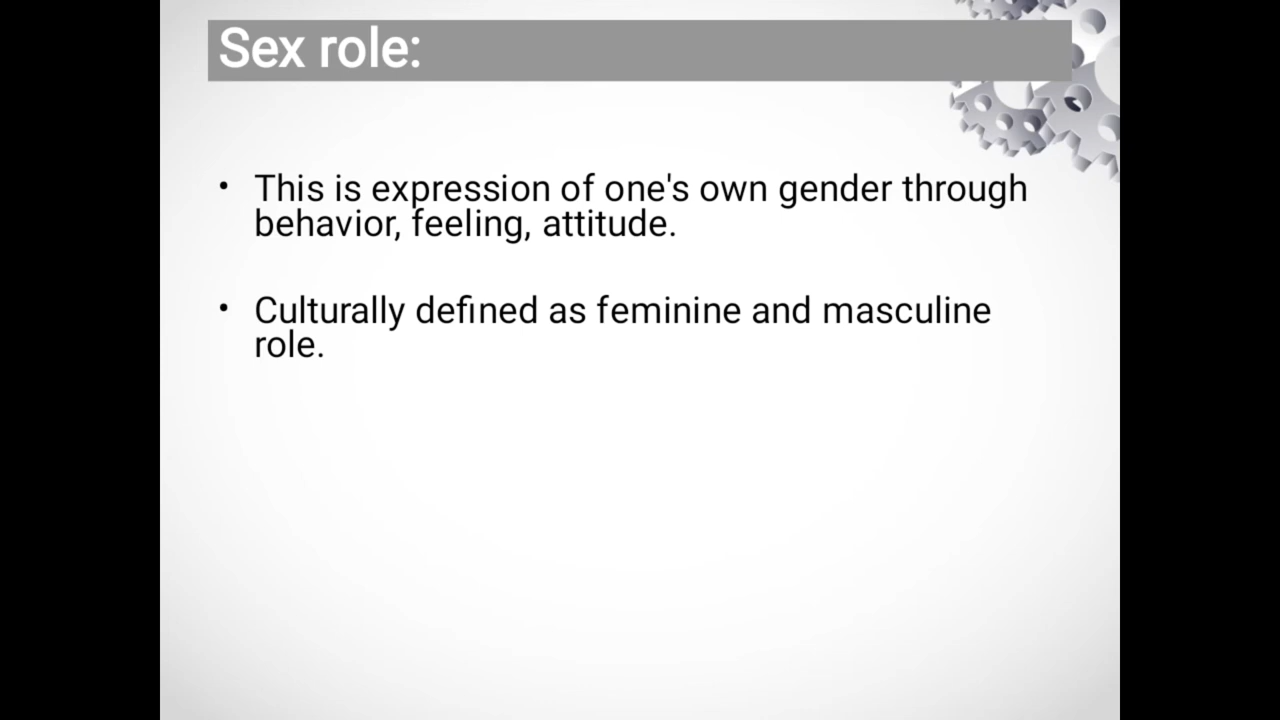 Sex role:
• This is expression of one's own gender through
behavior, feeling, attitude.
• Culturally defined as feminine and masculine
role.